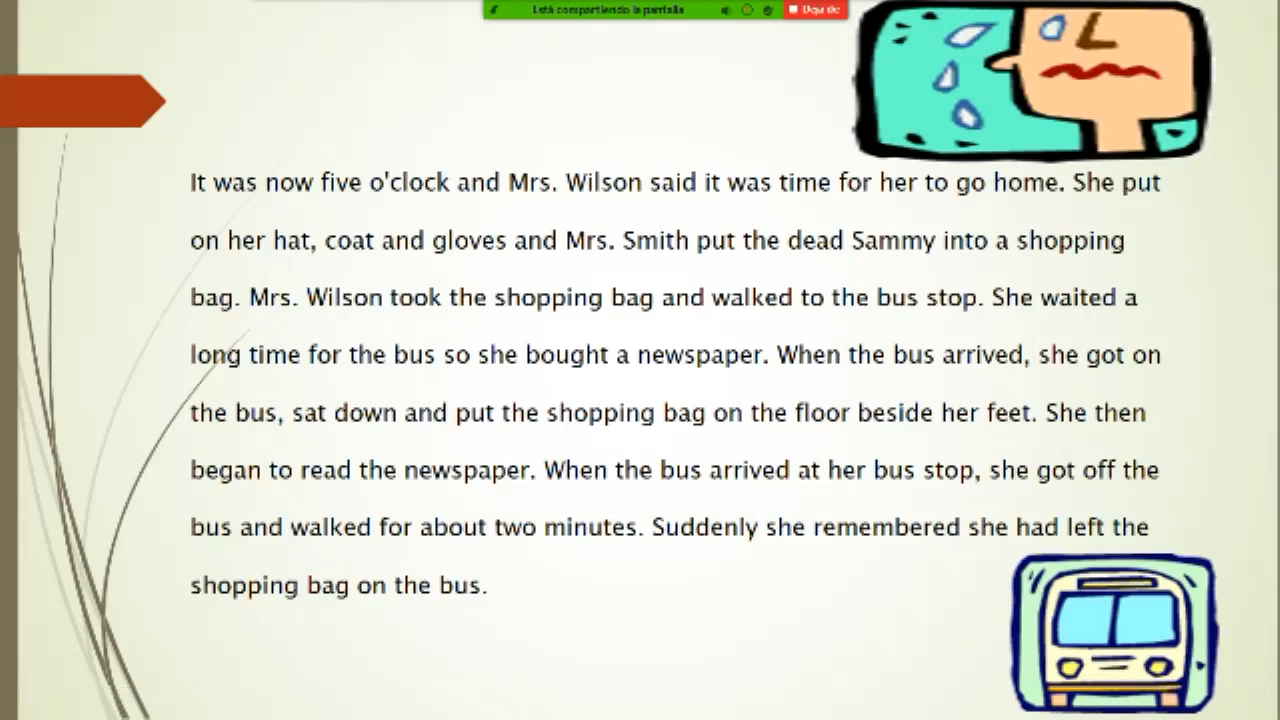 Está compartiendo la pantalla
It was now five o'clock and Mrs. Wilson said it was time for her to go home. She put
on her hat, coat and gloves and Mrs. Smith put the dead Sammy into a shopping
bag. Mrs. Wilson took the shopping bag and walked to the bus stop. She waited a
long time for the bus so she bought a newspaper. When the bus arrived, she got on
the bus, sat down and put the shopping bag on the floor beside her feet. She then
began to read the newspaper. When the bus arrived at her bus stop, she got off the
bus and walked for about two minutes. Suddenly she remembered she had left the
shopping bag on the bus.